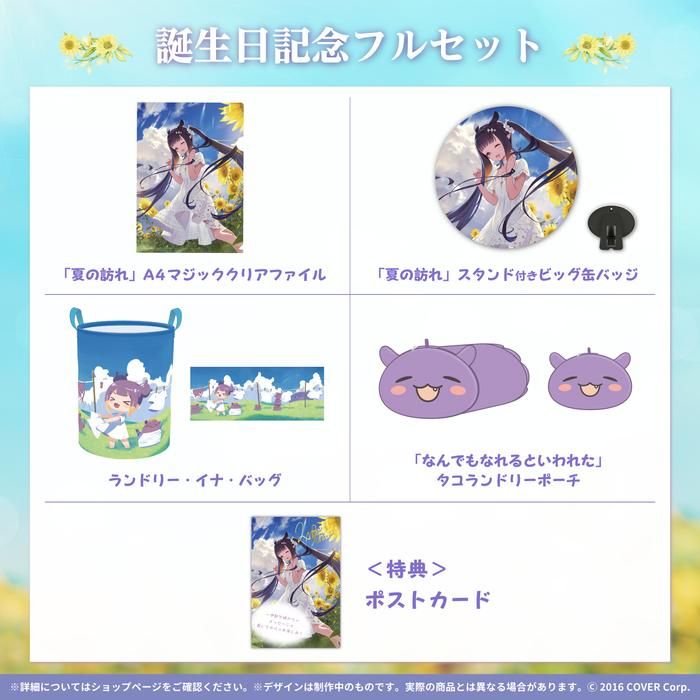 誕生日記念フルセット
「夏の訪れ」A4マジッククリアファイル
「夏の訪れ」スタンド付きビッグ缶バッジ
ランドリー・イナ・バッグ
「なんでもなれるといわれた」
タコランドリーポーチ
＜特典＞
ポストカード
※詳細についてはショップページをご確認ください。※デザインは制作中のものです。実際の商品とは異なる場合があります。© 2016 COVER Corp.